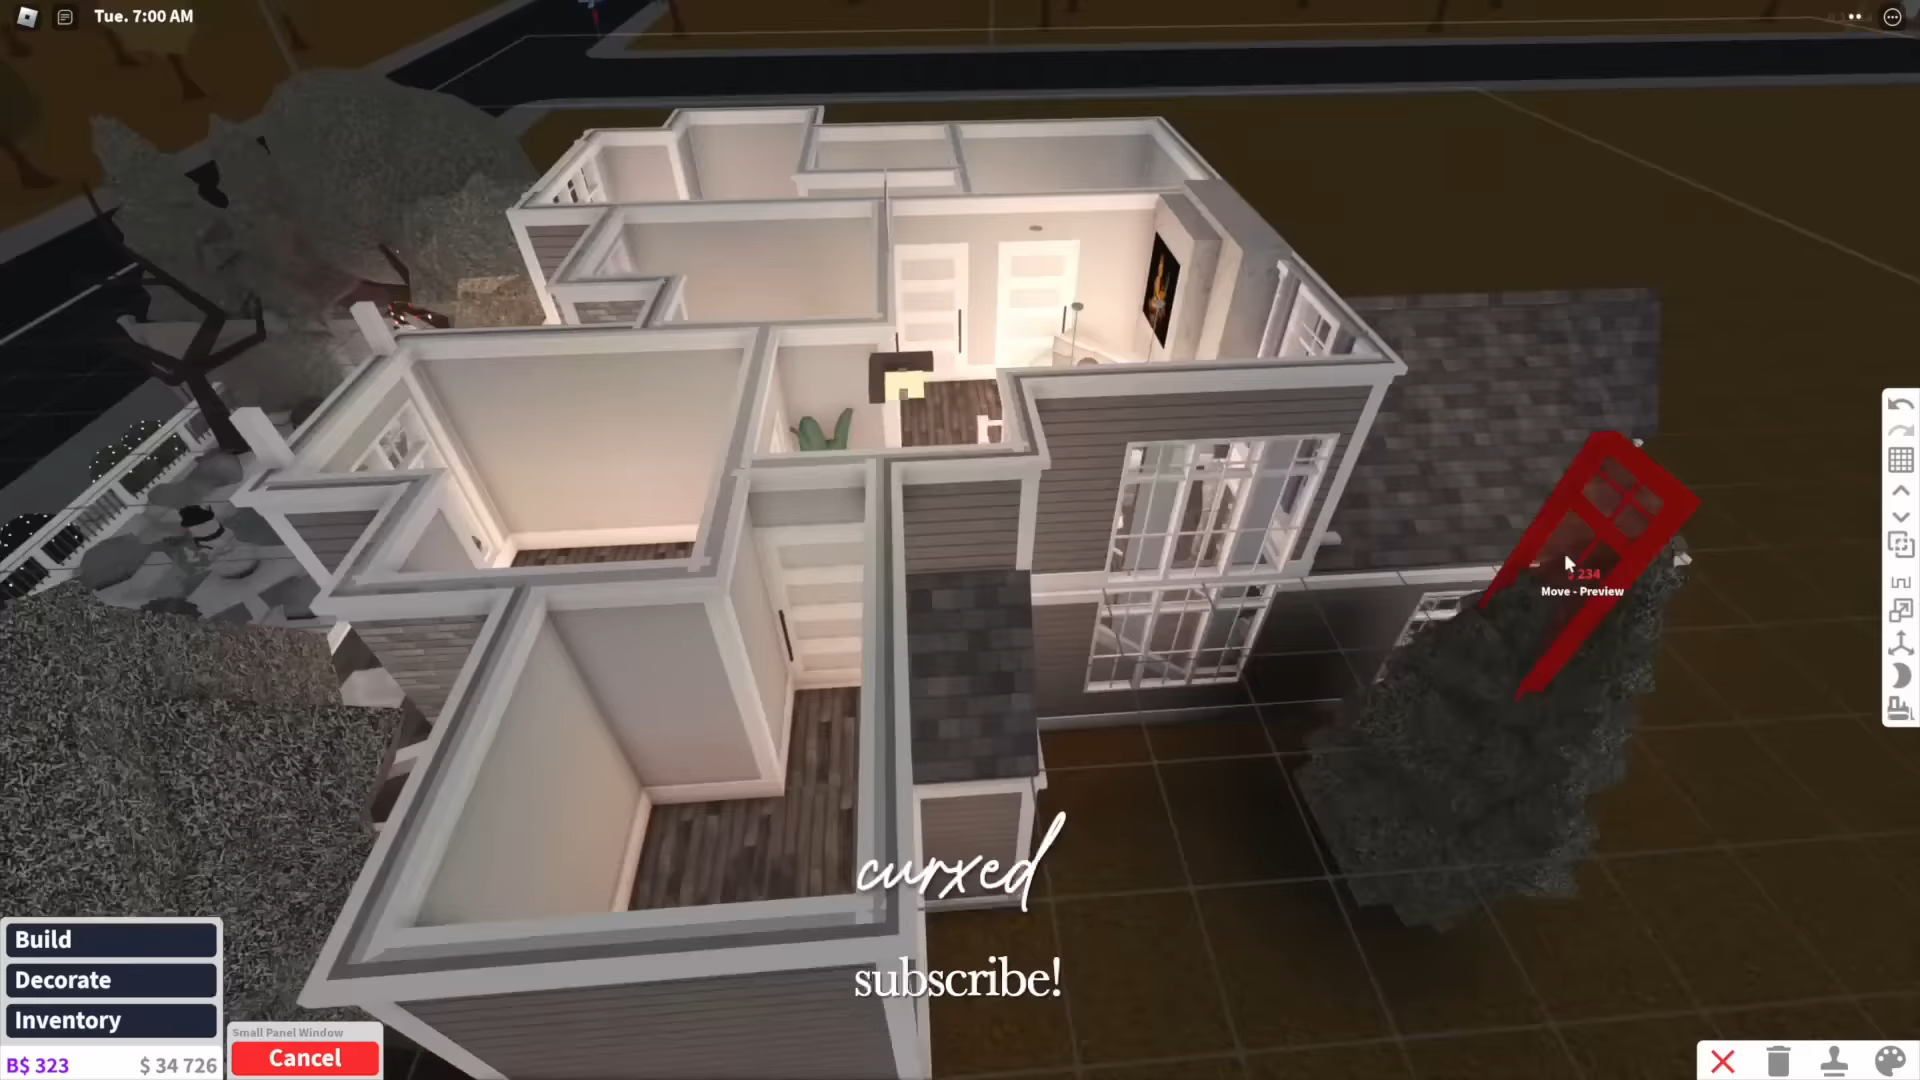 Tue. 7:00 AM
234
Move - Preview
curxed
subscribe!
Build
Decorate
Inventory
B$ 323
$ 34 726
Small Panel Window
Cancel